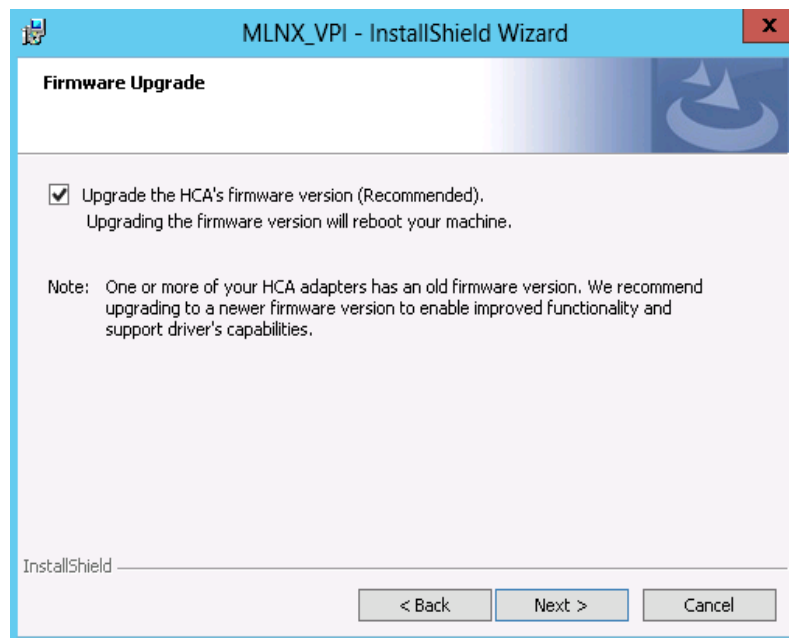 MLNX_VPI - InstallShield Wizard
x
Firmware Upgrade
Upgrade the HCA's firmware version (Recommended).
Upgrading the firmware version will reboot your machine.
Note: One or more of your HCA adapters has an old firmware version. We recommend
upgrading to a newer firmware version to enable improved functionality and
support driver's capabilities.
InstallShield
< Back Next > Cancel